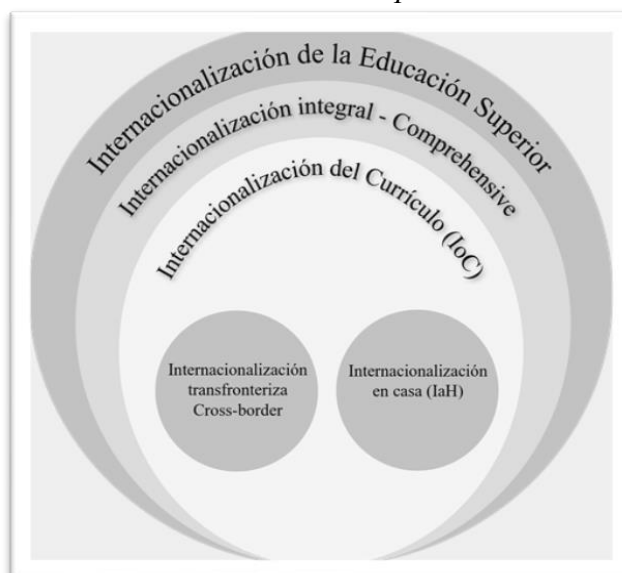 Internacionalización de la Educación Superior
Internacionalización integral - Comprehensive
Internacionalización del Currículo (IoC)
Internacionalización
transfronteriza
Cross-border
Internacionalización
en casa (IaH)